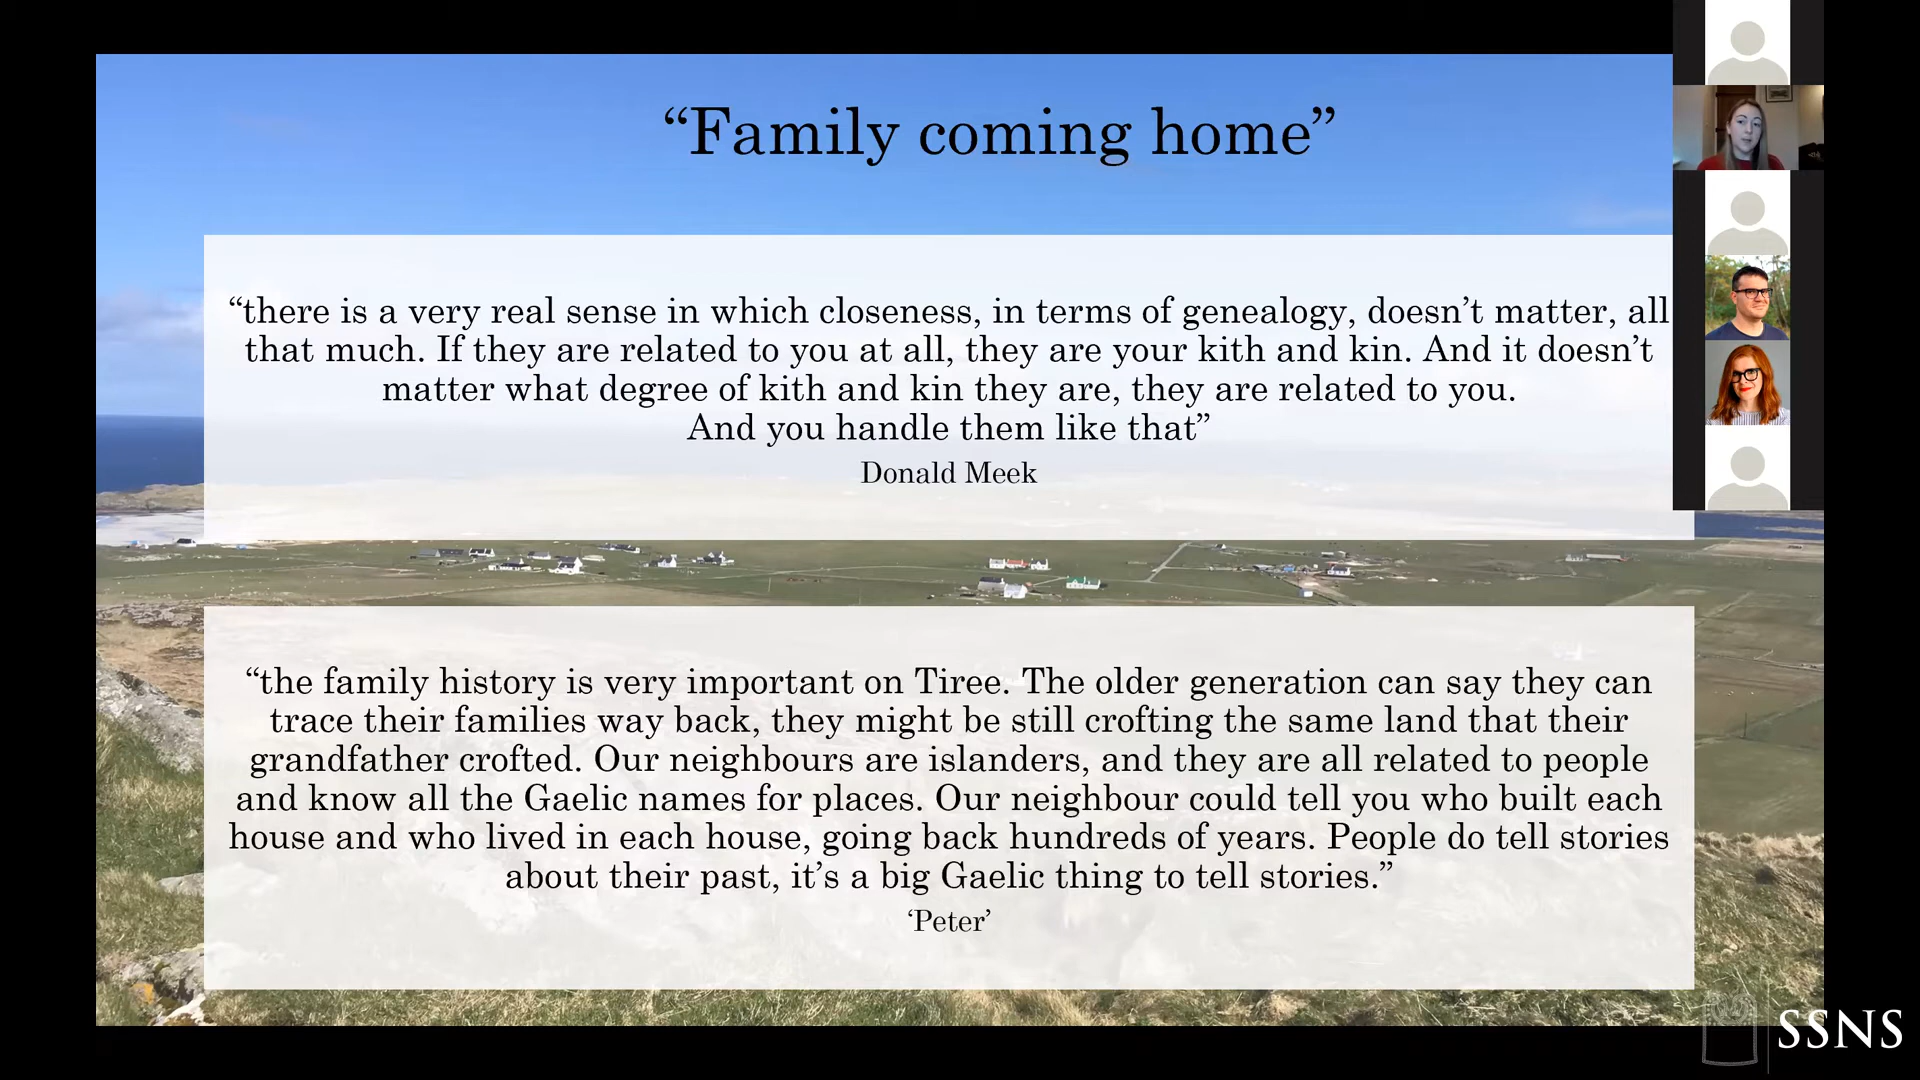 “Family coming home”
“there is a very real sense in which closeness, in terms of genealogy, doesn’t matter, all
that much. If they are related to you at all, they are your kith and kin. And it doesn’t
matter what degree of kith and kin they are, they are related to you.
And you handle them like that”
Donald Meek
“the family history is very important on Tiree. The older generation can say they can
trace their families way back, they might be still crofting the same land that their
grandfather crofted. Our neighbours are islanders, and they are all related to people
and know all the Gaelic names for places. Our neighbour could tell you who built each
house and who lived in each house, going back hundreds of years. People do tell stories
about their past, it’s a big Gaelic thing to tell stories.”
‘Peter’
SSNS